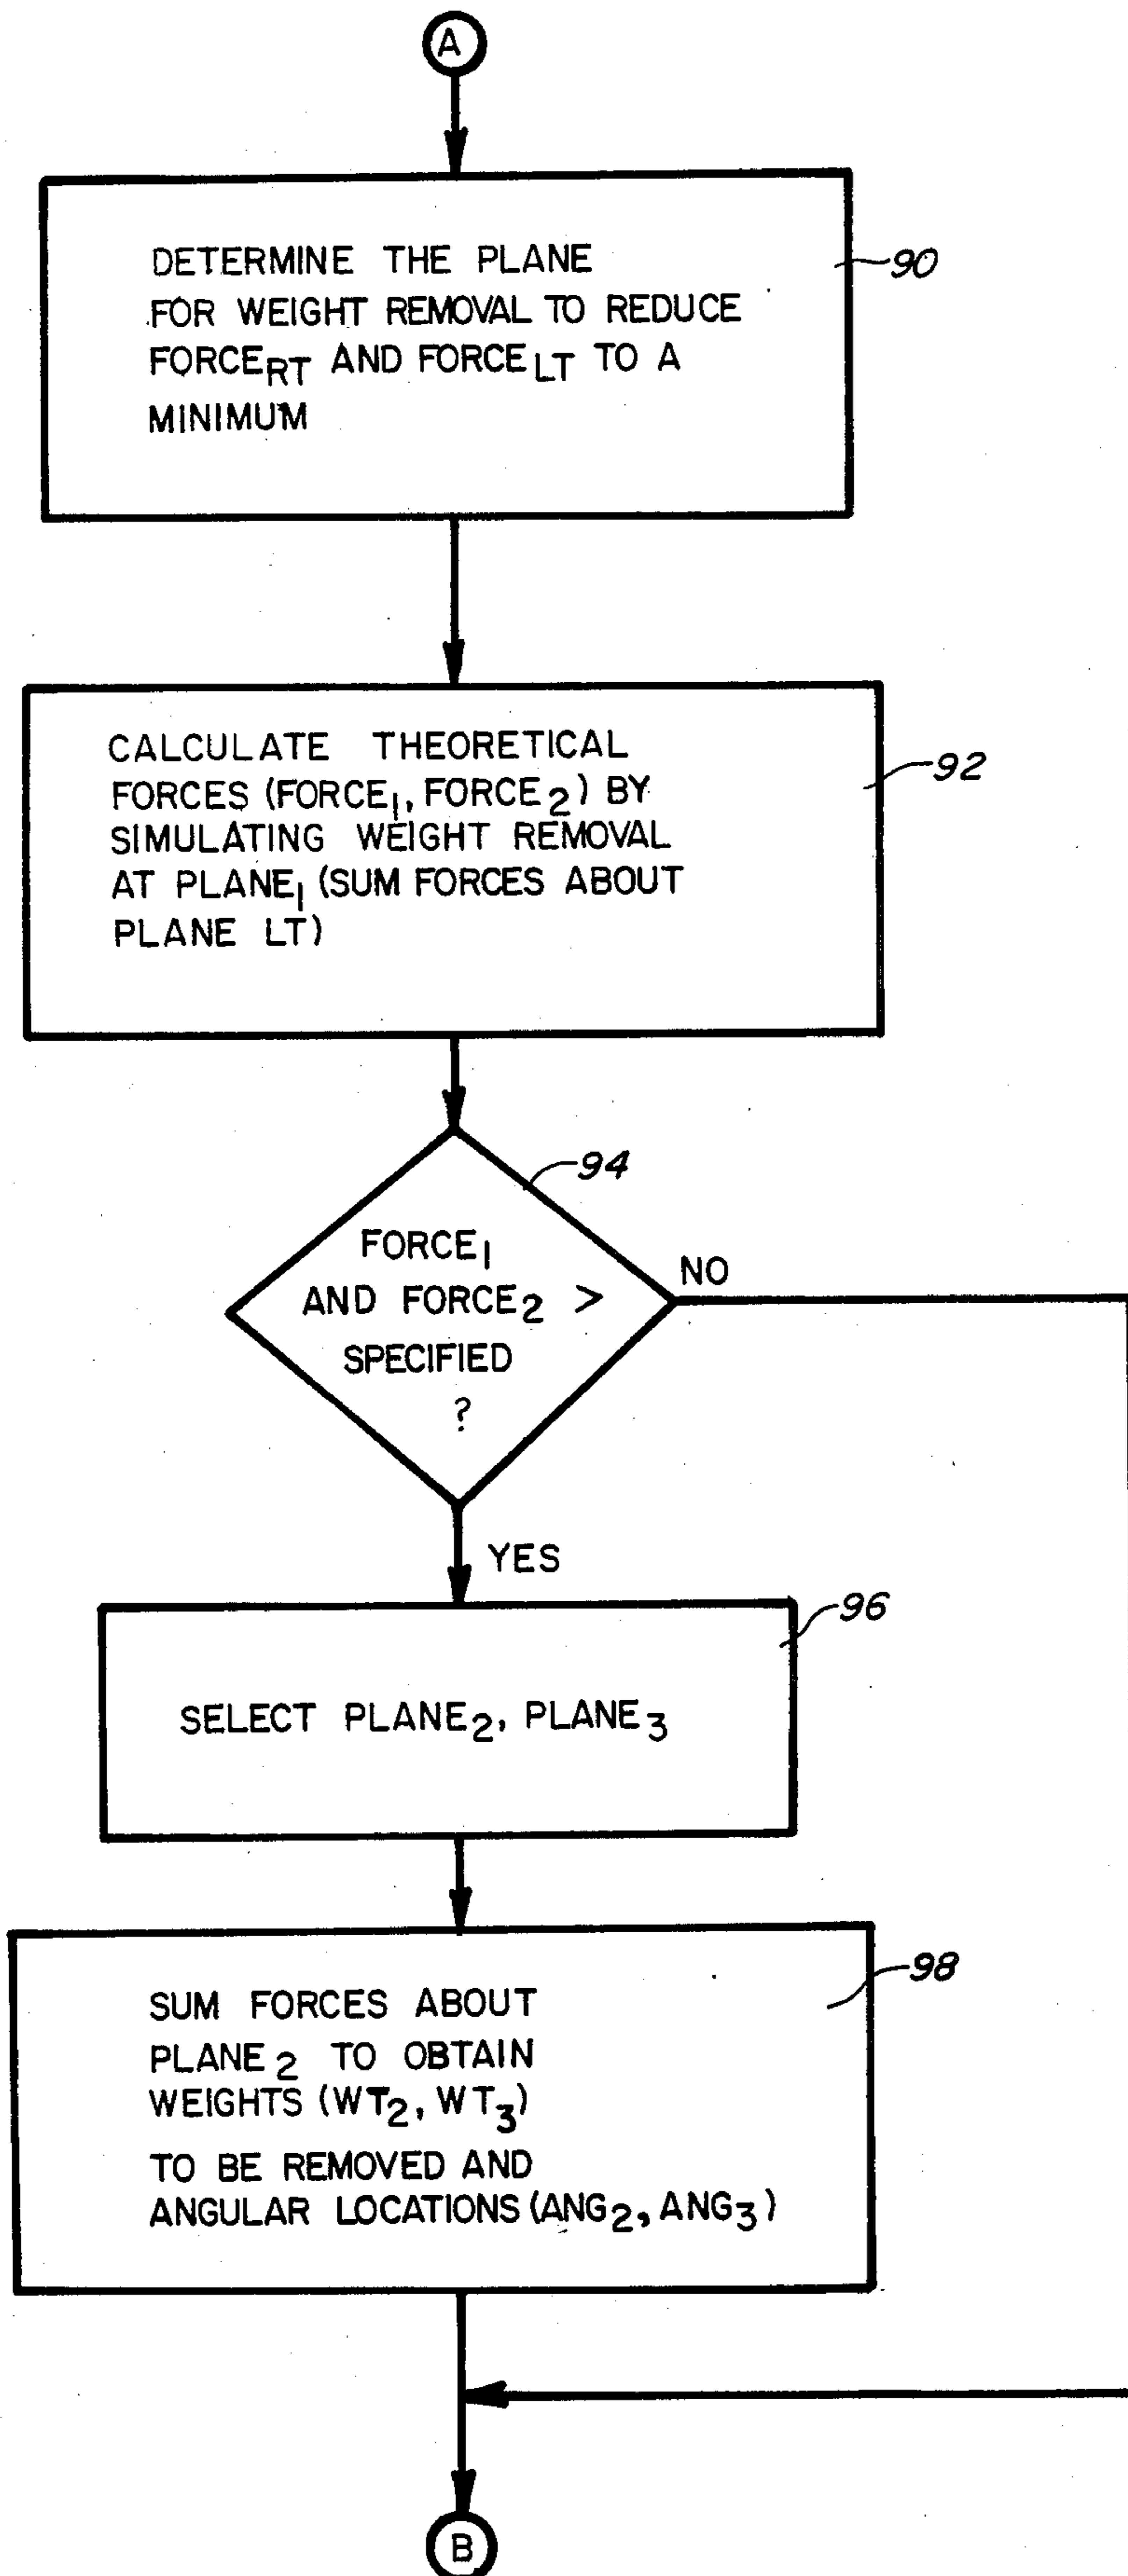 A
DETERMINE THE PLANE
FOR WEIGHT REMOVAL TO REDUCE
FORCE_RT AND FORCE_LT TO A
MINIMUM
90
CALCULATE THEORETICAL
FORCES (FORCE₁, FORCE₂) BY
SIMULATING WEIGHT REMOVAL
AT PLANE₁ (SUM FORCES ABOUT
PLANE LT)
92
94
FORCE₁
AND FORCE₂ >
SPECIFIED
?
NO
YES
96
SELECT PLANE₂, PLANE₃
98
SUM FORCES ABOUT
PLANE₂ TO OBTAIN
WEIGHTS (WT₂, WT₃)
TO BE REMOVED AND
ANGULAR LOCATIONS (ANG₂, ANG₃)
B